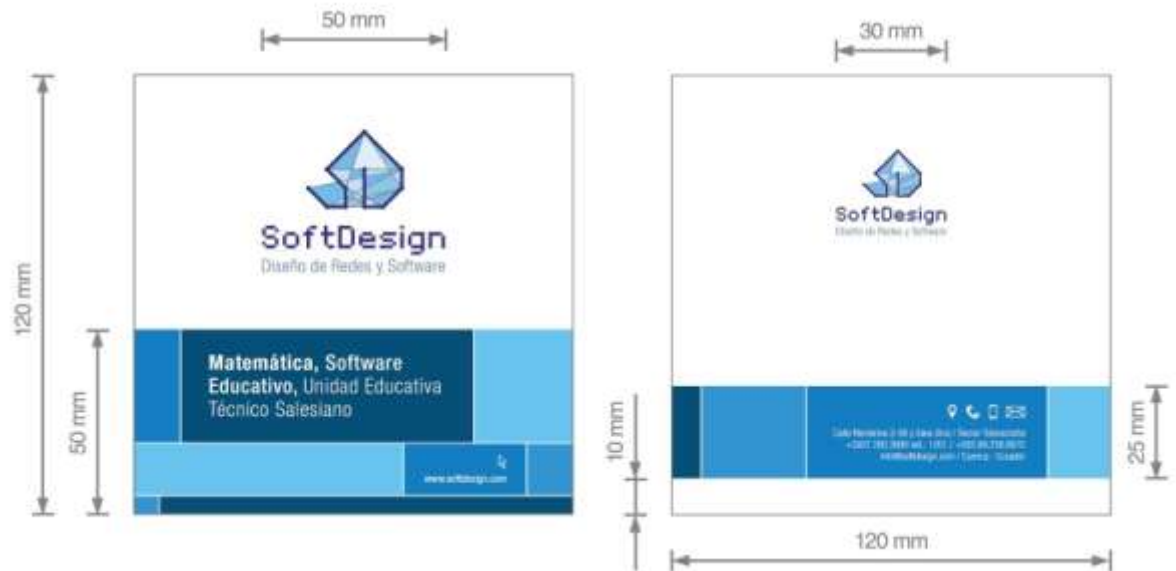 50 mm
120 mm
SoftDesign
Diseño de Redes y Software
50 mm
Matemática, Software
Educativo, Unidad Educativa
Técnico Salesiano
www.softdesign.com
30 mm
SoftDesign
Diseño de Redes y Software
10 mm
25 mm
120 mm